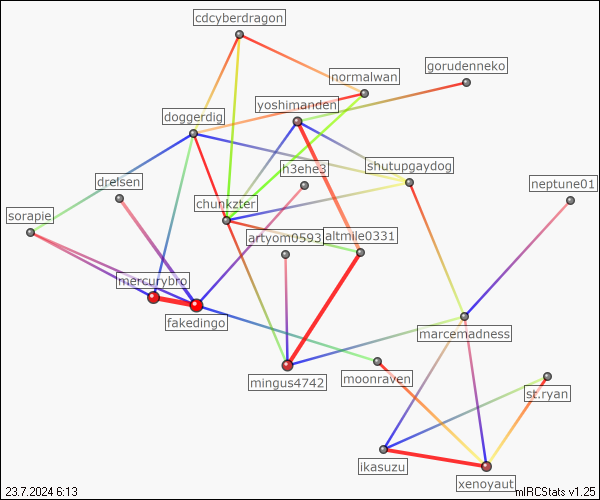 cdcyberdragon
gorudenneko
normalwan
yoshimanden
doggerdig
shutupgaydog
h3ehe3
drelsen
neptune01
chunkzter
sorapie
artyom0593
altmile0331
mercurybro
fakedingo
marcemadness
mingus4742
moonraven
st.ryan
ikasuzu
xenoyaut
23.7.2024 6:13
mIRCStats v1.25